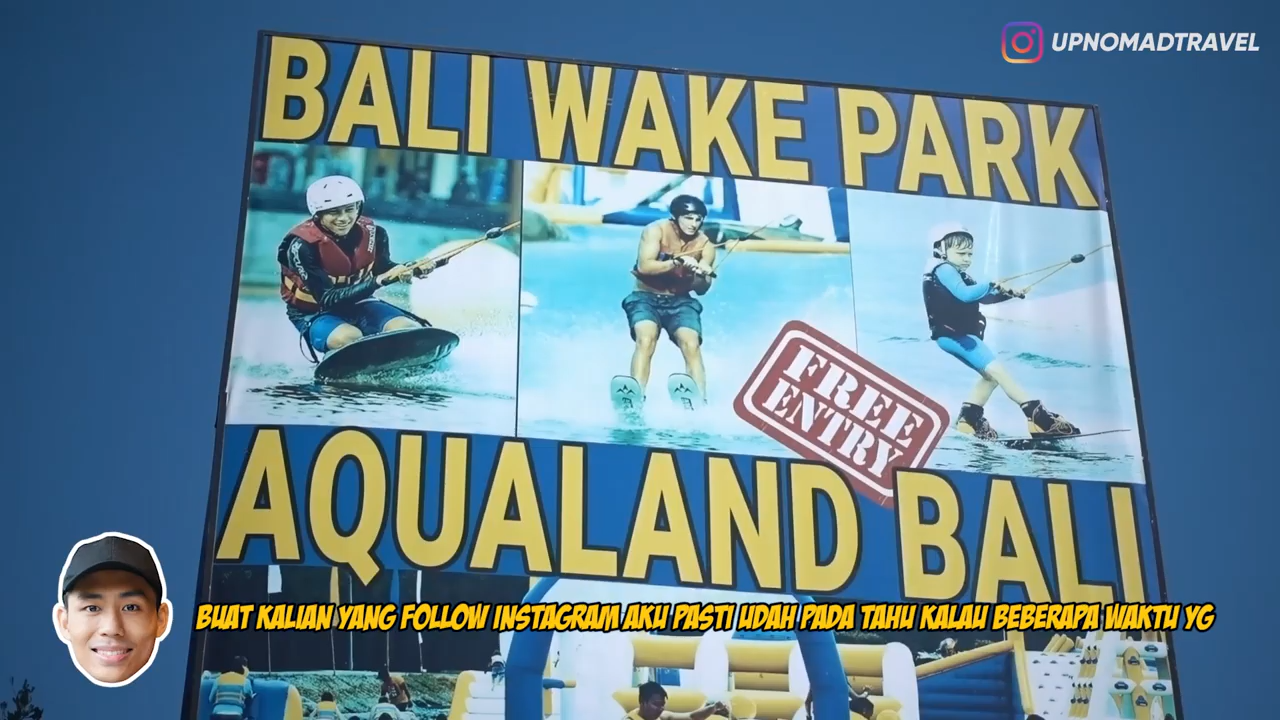 UPNOMADTRAVEL
BALI WAKE PARK
FREE
ENTRY
AQUALAND BALI
BUAT KALIAN YANG FOLLOW INSTAGRAM AKU PASTI UDAH PADA TAHU KALAU BEBERAPA WAKTU YG